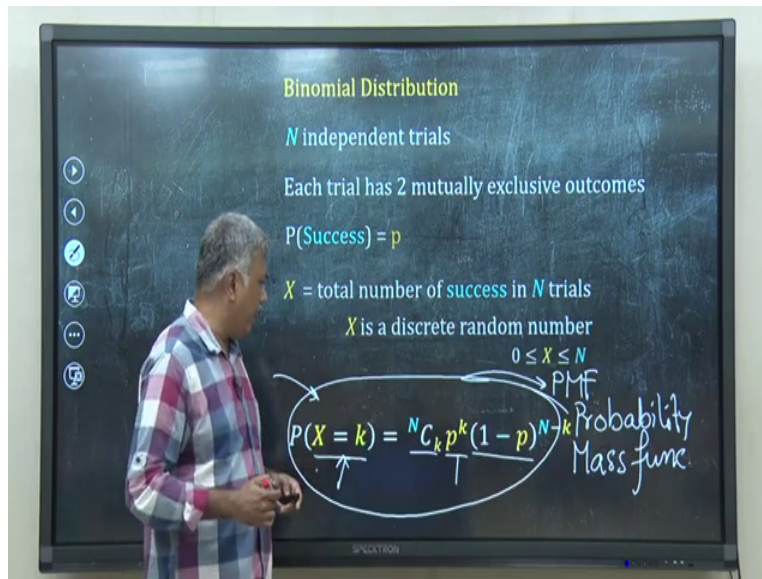 Binomial Distribution
N independent trials
Each trial has 2 mutually exclusive outcomes
P(Success) = p
X = total number of success in N trials
X is a discrete random number
0 ≤ X ≤ N
PMF
P(X = k) = ᴺCₖ pᵏ(1 − p)ᴺ⁻ᵏ
Probability
Mass func
SPECKTRON